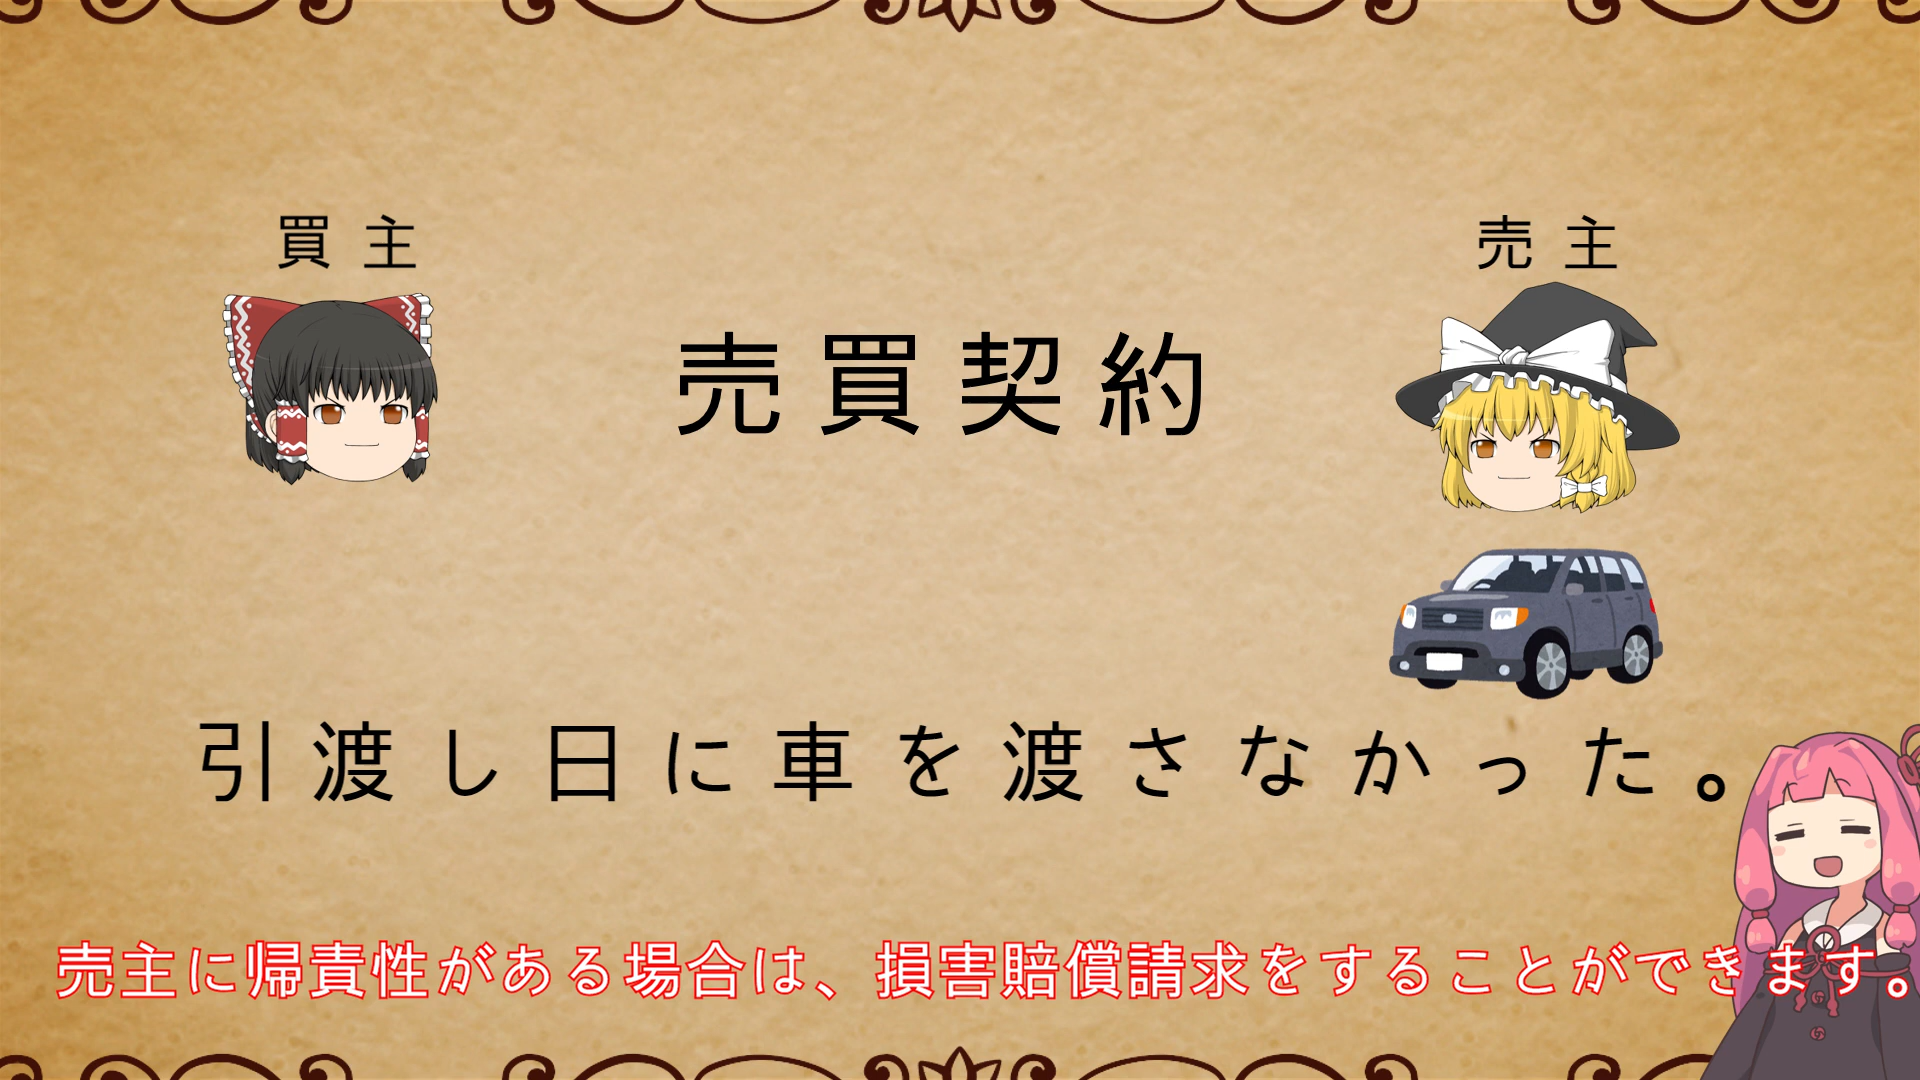 買主
売主
売買契約
引渡し日に車を渡さなかった。
売主に帰責性がある場合は、損害賠償請求をすることができます。